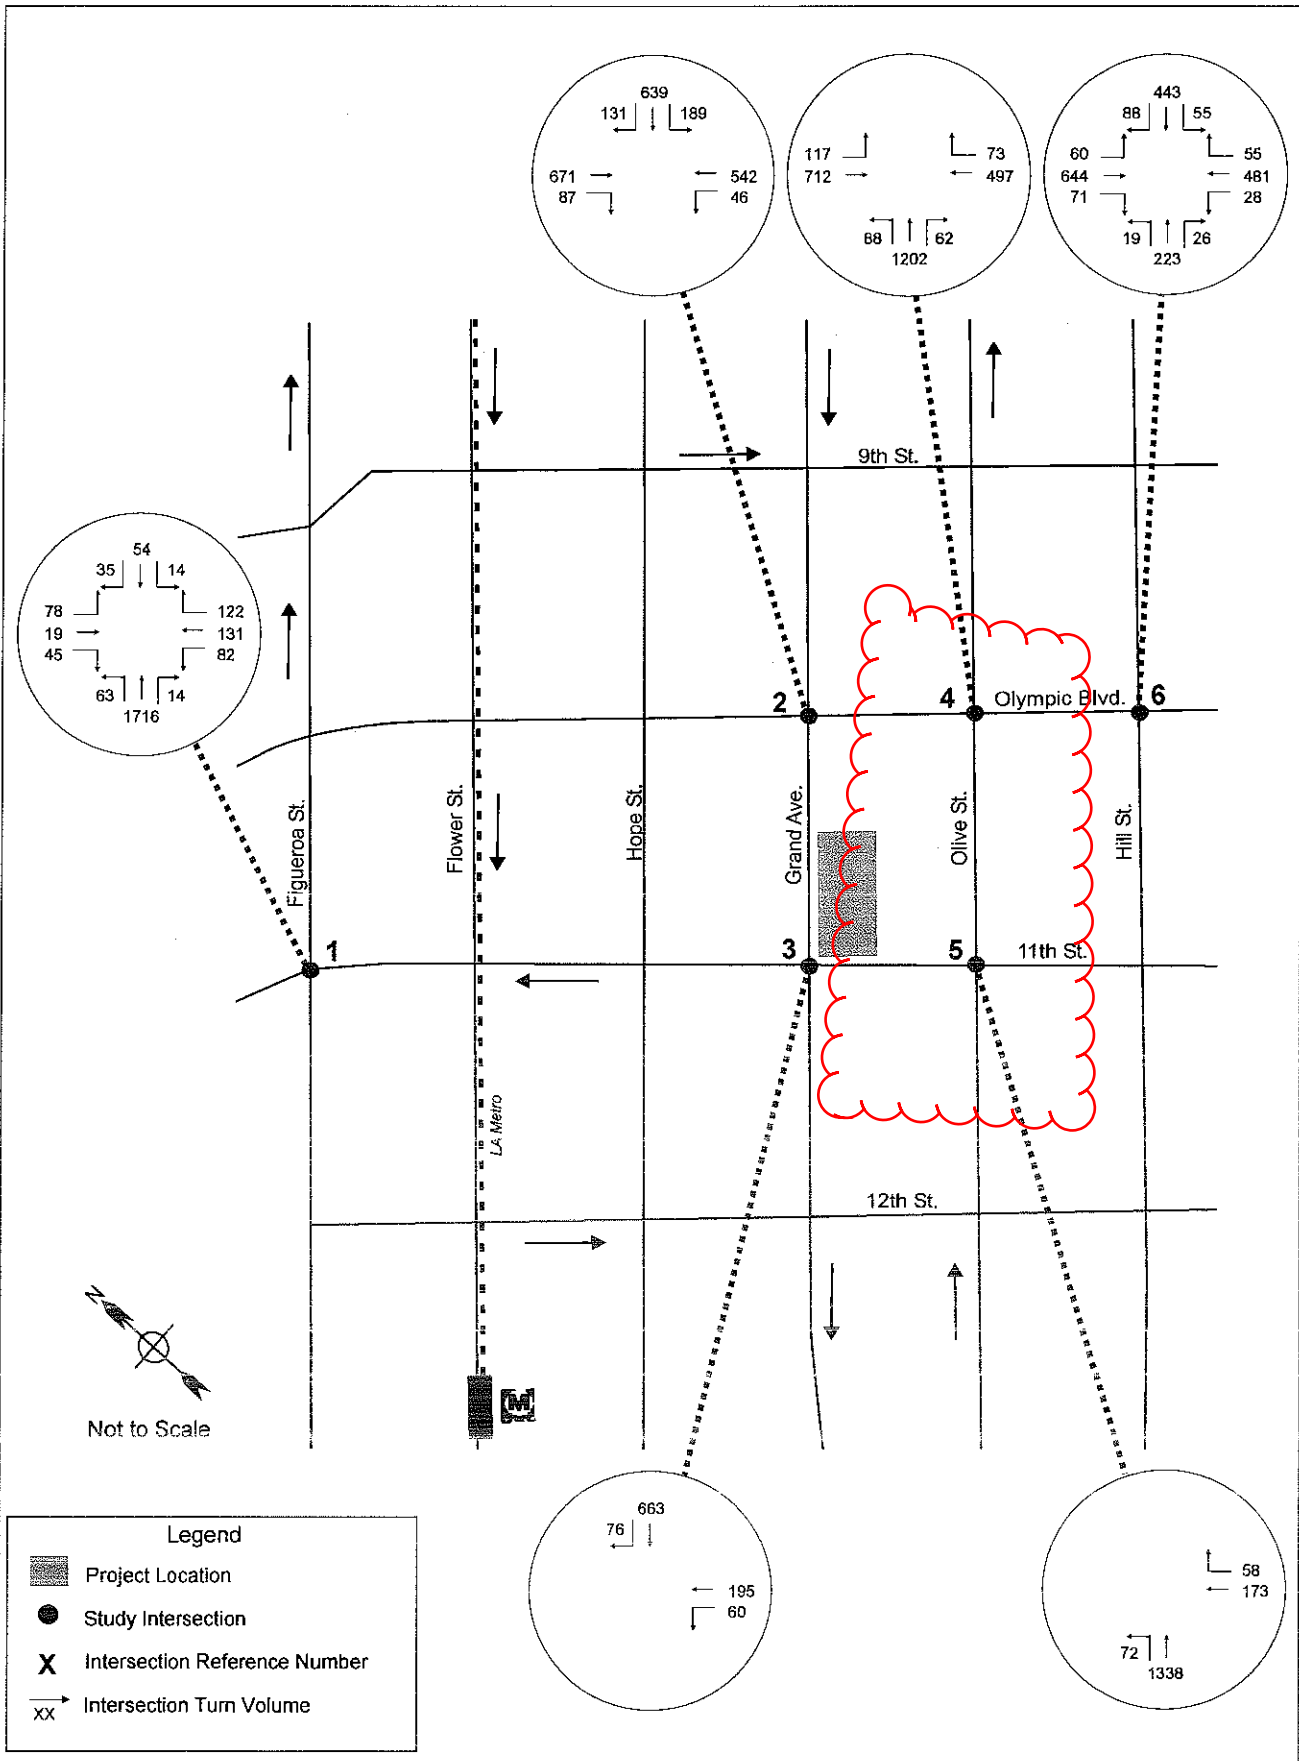 639
131 189
671 542
87 46
117 73
712 497
88 62
1202
443
88 55
60 55
644 481
71 28
19 26
223
9th St.
54
35 14
78 122
19 131
45 82
63 14
1716
2 4 Olympic Blvd. 6
Figueroa St.
Flower St.
Hope St.
Grand Ave.
Olive St.
Hill St.
1 3 5 11th St.
LA Metro
12th St.
N
Not to Scale
M
663
76
195
60
58
173
72
1338
Legend
Project Location
Study Intersection
X Intersection Reference Number
XX Intersection Turn Volume